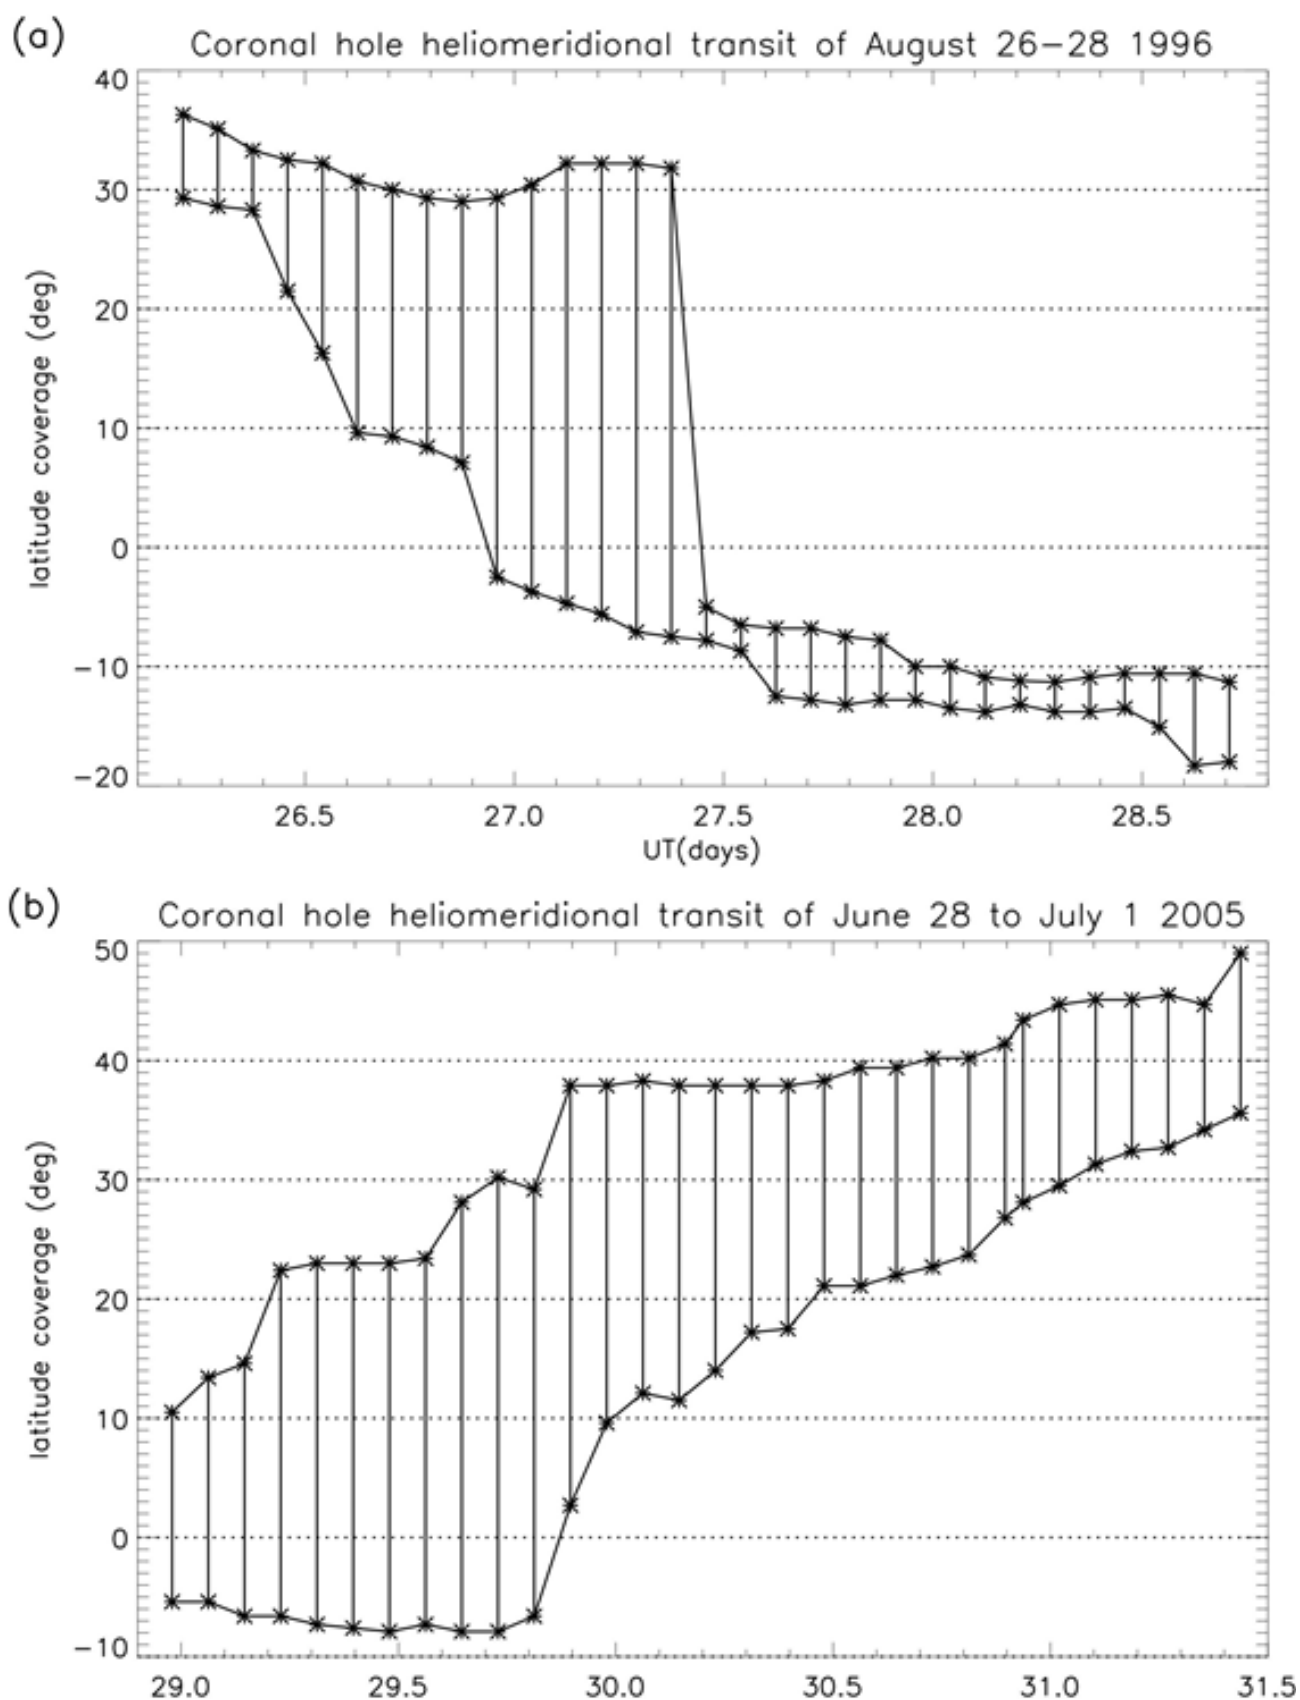 (a)
Coronal hole heliomeridional transit of August 26-28 1996
40
30
20
10
0
-10
-20
latitude coverage (deg)
26.5 27.0 27.5 28.0 28.5
UT(days)
(b)
Coronal hole heliomeridional transit of June 28 to July 1 2005
50
40
30
20
10
0
-10
latitude coverage (deg)
29.0 29.5 30.0 30.5 31.0 31.5